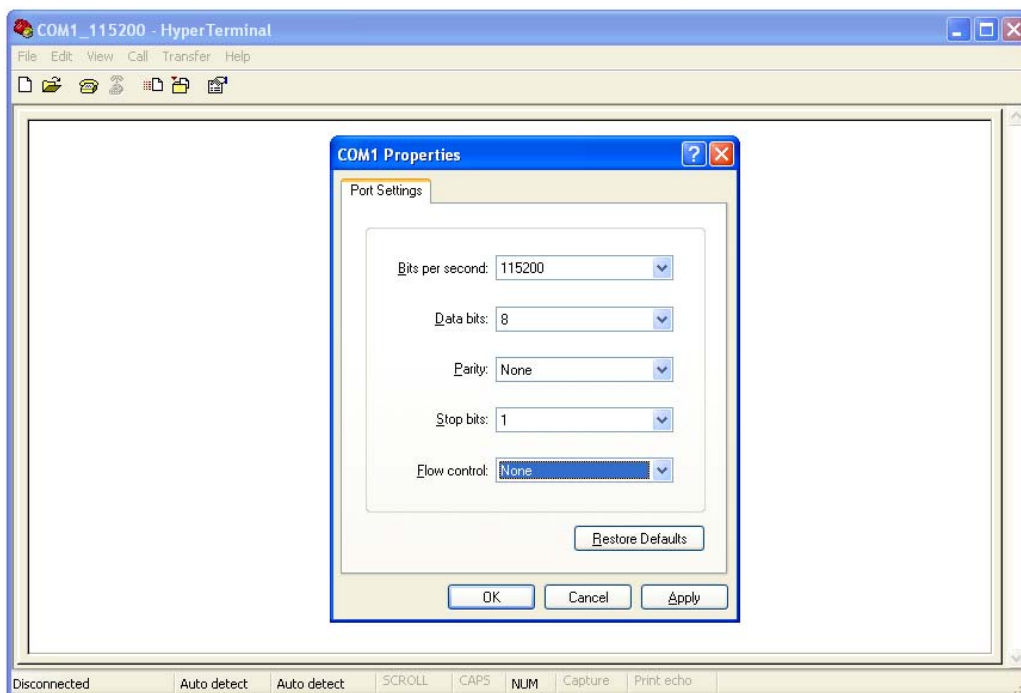 COM1_115200 - HyperTerminal
File Edit View Call Transfer Help
COM1 Properties
Port Settings
Bits per second: 115200
Data bits: 8
Parity: None
Stop bits: 1
Flow control: None
Restore Defaults
OK Cancel Apply
Disconnected Auto detect Auto detect SCROLL CAPS NUM Capture Print echo